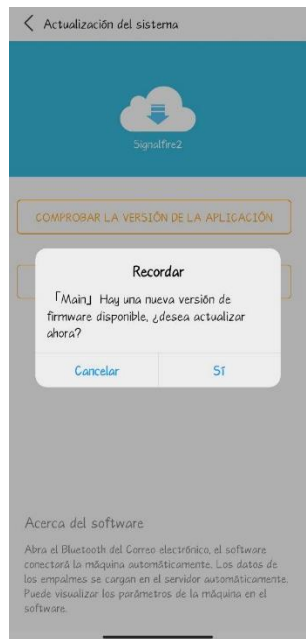 Actualización del sistema
Signalfire2
COMPROBAR LA VERSIÓN DE LA APLICACIÓN
Recordar
「Main」 Hay una nueva versión de
firmware disponible, ¿desea actualizar
ahora?
Cancelar
Sí
Acerca del software
Abra el Bluetooth del Correo electrónico, el software
conectará la máquina automáticamente. Los datos de
los empalmes se cargan en el servidor automáticamente.
Puede visualizar los parámetros de la máquina en el
software.